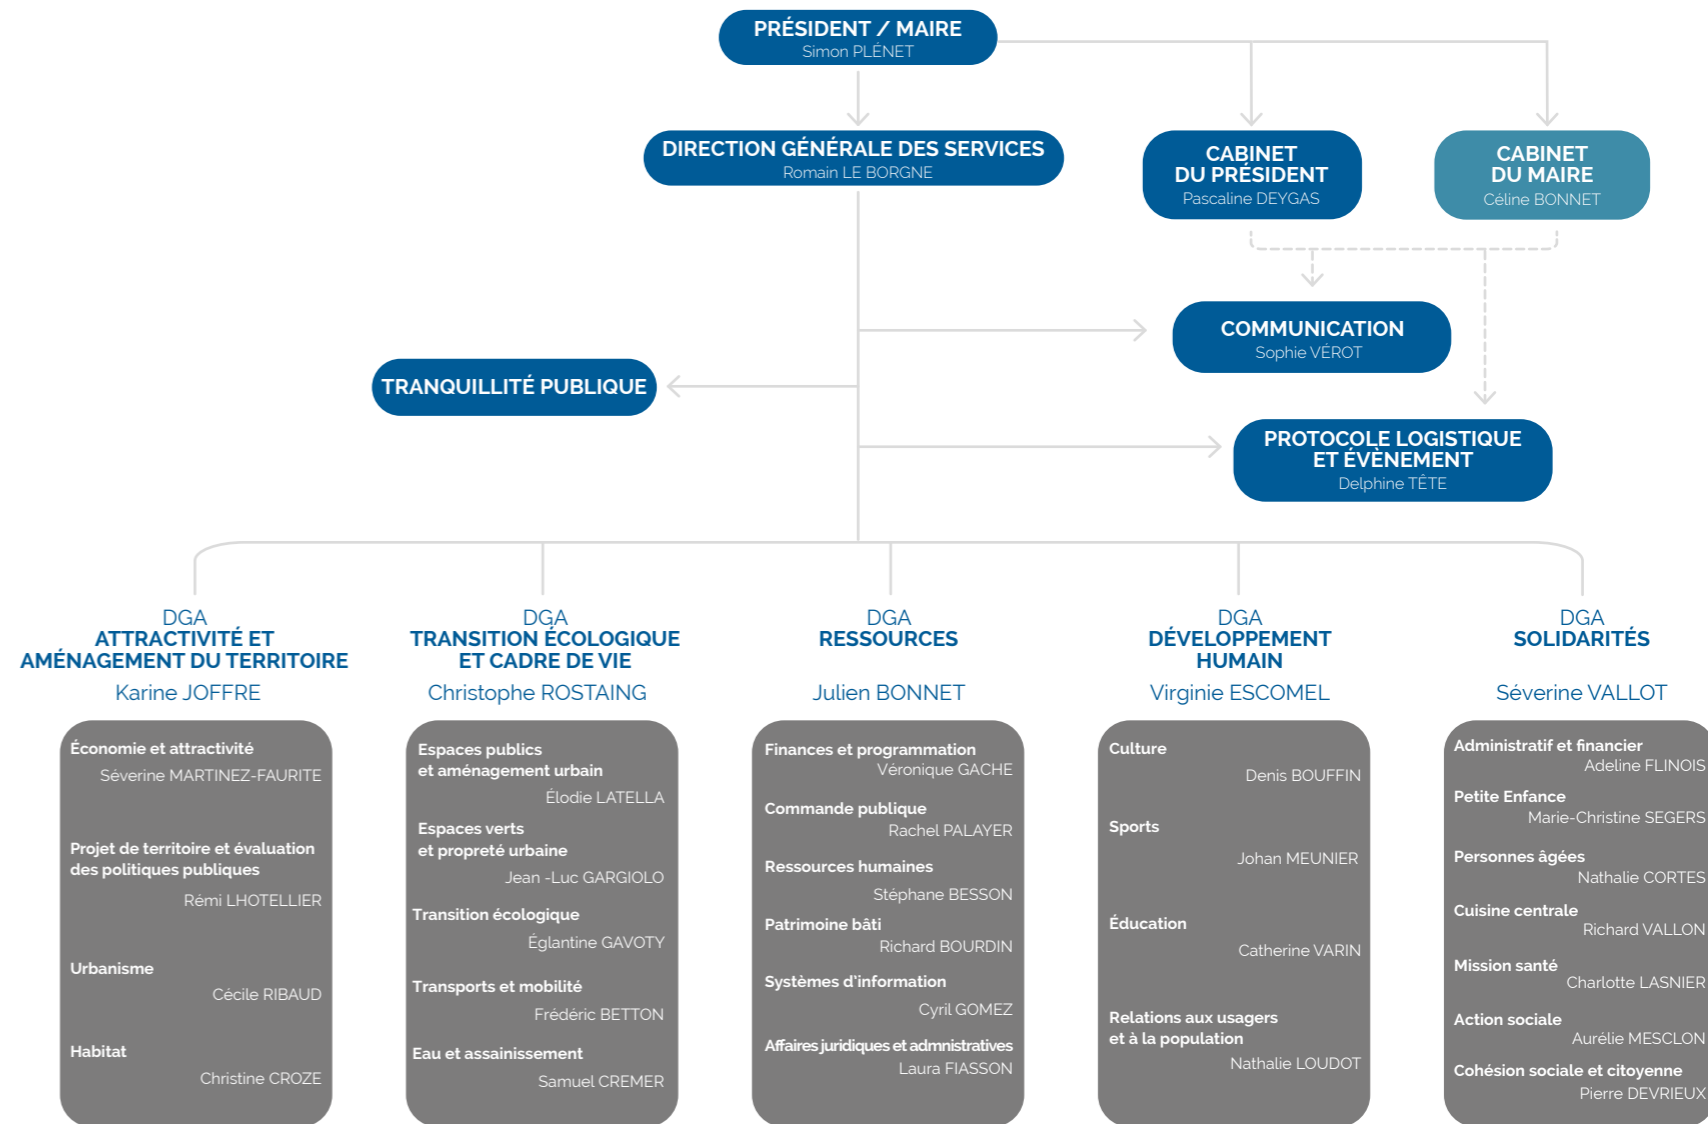 PRÉSIDENT / MAIRE
Simon PLÉNET
DIRECTION GÉNÉRALE DES SERVICES
Romain LE BORGNE
CABINET
DU PRÉSIDENT
Pascaline DEYGAS
CABINET
DU MAIRE
Céline BONNET
COMMUNICATION
Sophie VÉROT
TRANQUILLITÉ PUBLIQUE
PROTOCOLE LOGISTIQUE
ET ÉVÈNEMENT
Delphine TÊTE
DGA
ATTRACTIVITÉ ET
AMÉNAGEMENT DU TERRITOIRE
Karine JOFFRE
Économie et attractivité
Séverine MARTINEZ-FAURITE
Projet de territoire et évaluation
des politiques publiques
Rémi LHOTELLIER
Urbanisme
Cécile RIBAUD
Habitat
Christine CROZE
DGA
TRANSITION ÉCOLOGIQUE
ET CADRE DE VIE
Christophe ROSTAING
Espaces publics
et aménagement urbain
Élodie LATELLA
Espaces verts
et propreté urbaine
Jean -Luc GARGIOLO
Transition écologique
Églantine GAVOTY
Transports et mobilité
Frédéric BETTON
Eau et assainissement
Samuel CREMER
DGA
RESSOURCES
Julien BONNET
Finances et programmation
Véronique GACHE
Commande publique
Rachel PALAYER
Ressources humaines
Stéphane BESSON
Patrimoine bâti
Richard BOURDIN
Systèmes d'information
Cyril GOMEZ
Affaires juridiques et admnistratives
Laura FIASSON
DGA
DÉVELOPPEMENT
HUMAIN
Virginie ESCOMEL
Culture
Denis BOUFFIN
Sports
Johan MEUNIER
Éducation
Catherine VARIN
Relations aux usagers
et à la population
Nathalie LOUDOT
DGA
SOLIDARITÉS
Séverine VALLOT
Administratif et financier
Adeline FLINOIS
Petite Enfance
Marie-Christine SEGERS
Personnes âgées
Nathalie CORTES
Cuisine centrale
Richard VALLON
Mission santé
Charlotte LASNIER
Action sociale
Aurélie MESCLON
Cohésion sociale et citoyenne
Pierre DEVRIEUX